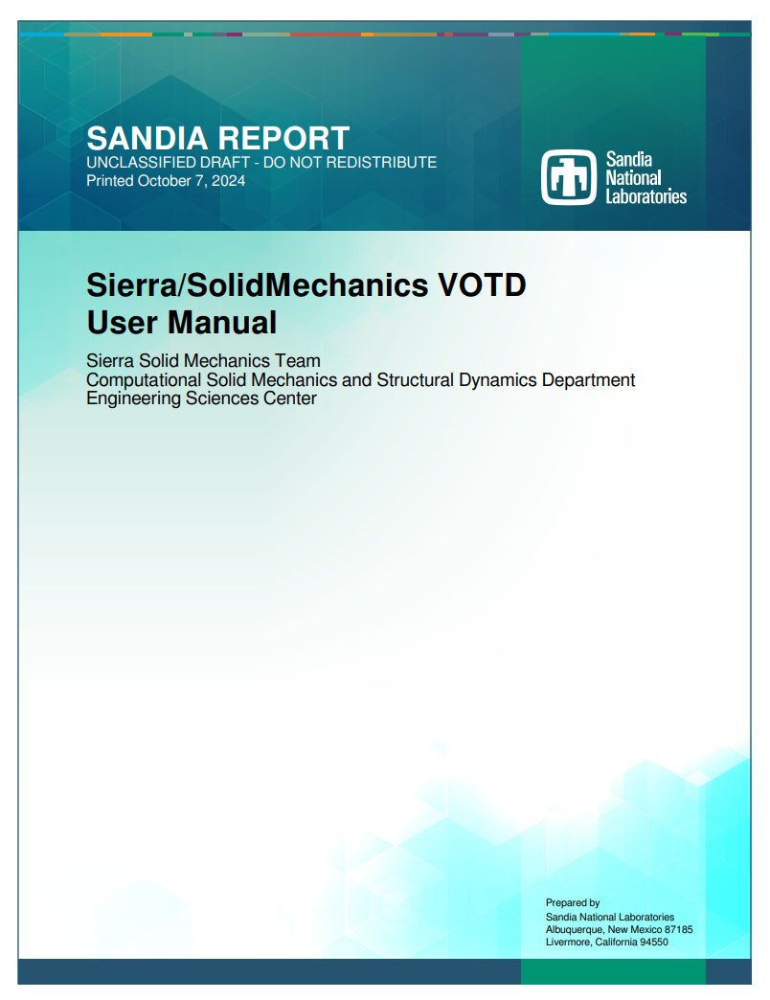 SANDIA REPORT
UNCLASSIFIED DRAFT - DO NOT REDISTRIBUTE
Printed October 7, 2024
Sandia
National
Laboratories
Sierra/SolidMechanics VOTD
User Manual
Sierra Solid Mechanics Team
Computational Solid Mechanics and Structural Dynamics Department
Engineering Sciences Center
Prepared by
Sandia National Laboratories
Albuquerque, New Mexico 87185
Livermore, California 94550